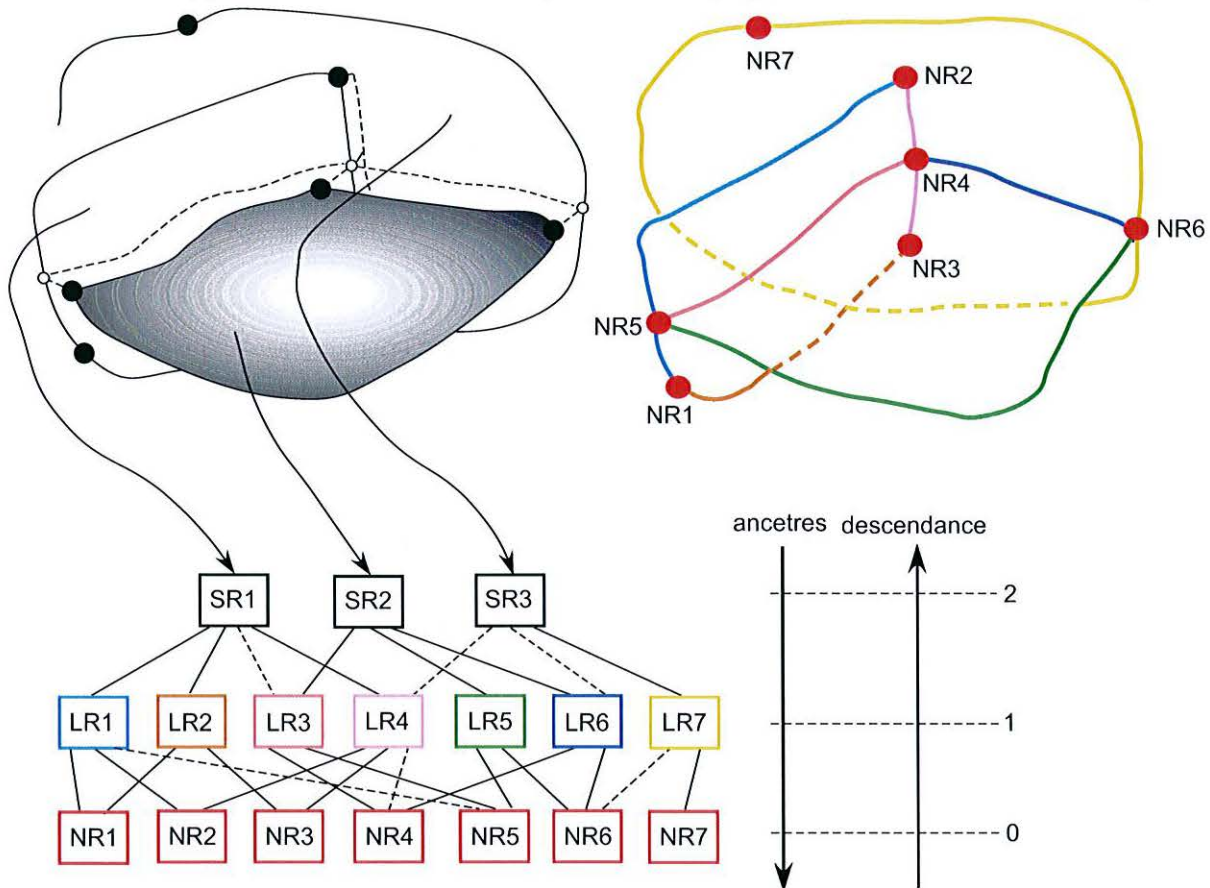 NR7
NR2
NR4
NR6
NR3
NR5
NR1
ancetres descendance
SR1 SR2 SR3 2
LR1 LR2 LR3 LR4 LR5 LR6 LR7 1
NR1 NR2 NR3 NR4 NR5 NR6 NR7 0